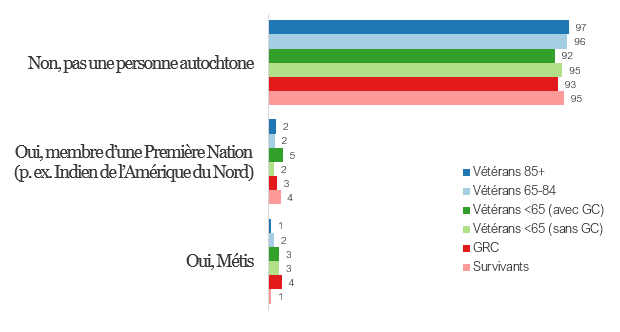 Non, pas une personne autochtone
97
96
92
95
93
95
Oui, membre d'une Première Nation
(p. ex. Indien de l'Amérique du Nord)
2
2
5
2
3
4
Oui, Métis
1
2
3
3
4
1
Vétérans 85+
Vétérans 65-84
Vétérans <65 (avec GC)
Vétérans <65 (sans GC)
GRC
Survivants